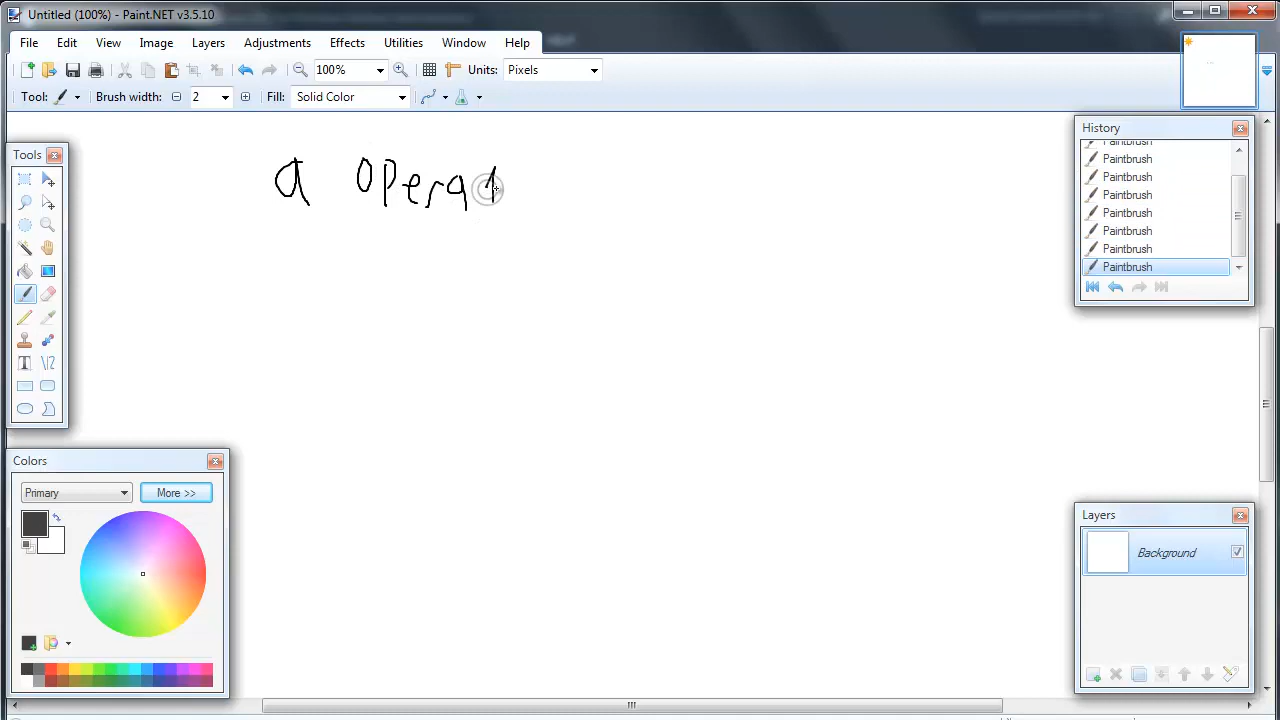 Untitled (100%) - Paint.NET v3.5.10
File Edit View Image Layers Adjustments Effects Utilities Window Help
100% Units: Pixels
Tool: Brush width: 2 Fill: Solid Color
a operat
Tools
History
Paintbrush
Paintbrush
Paintbrush
Paintbrush
Paintbrush
Paintbrush
Paintbrush
Paintbrush
Colors
Primary More >>
Layers
Background